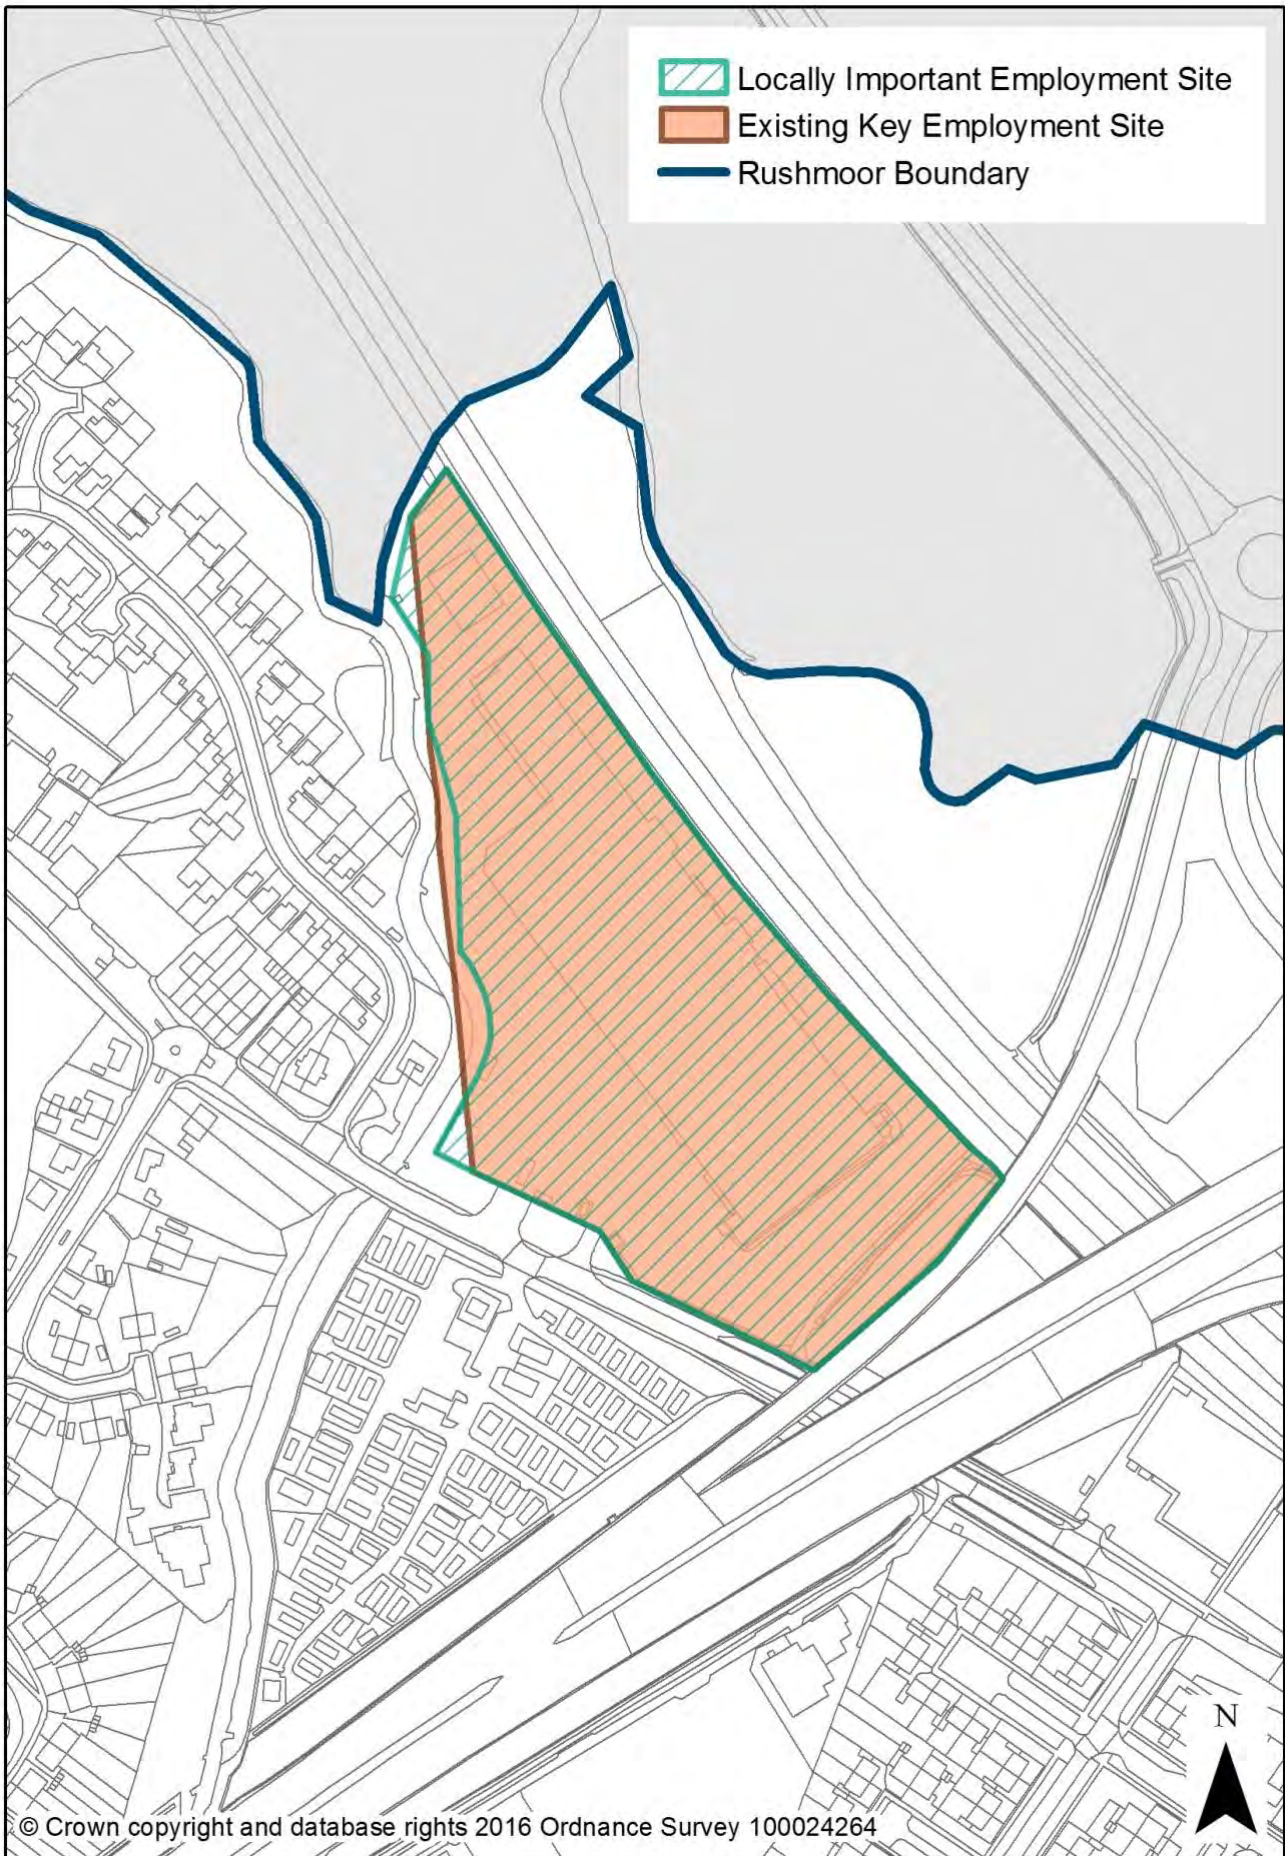 Locally Important Employment Site
Existing Key Employment Site
Rushmoor Boundary
N
© Crown copyright and database rights 2016 Ordnance Survey 100024264